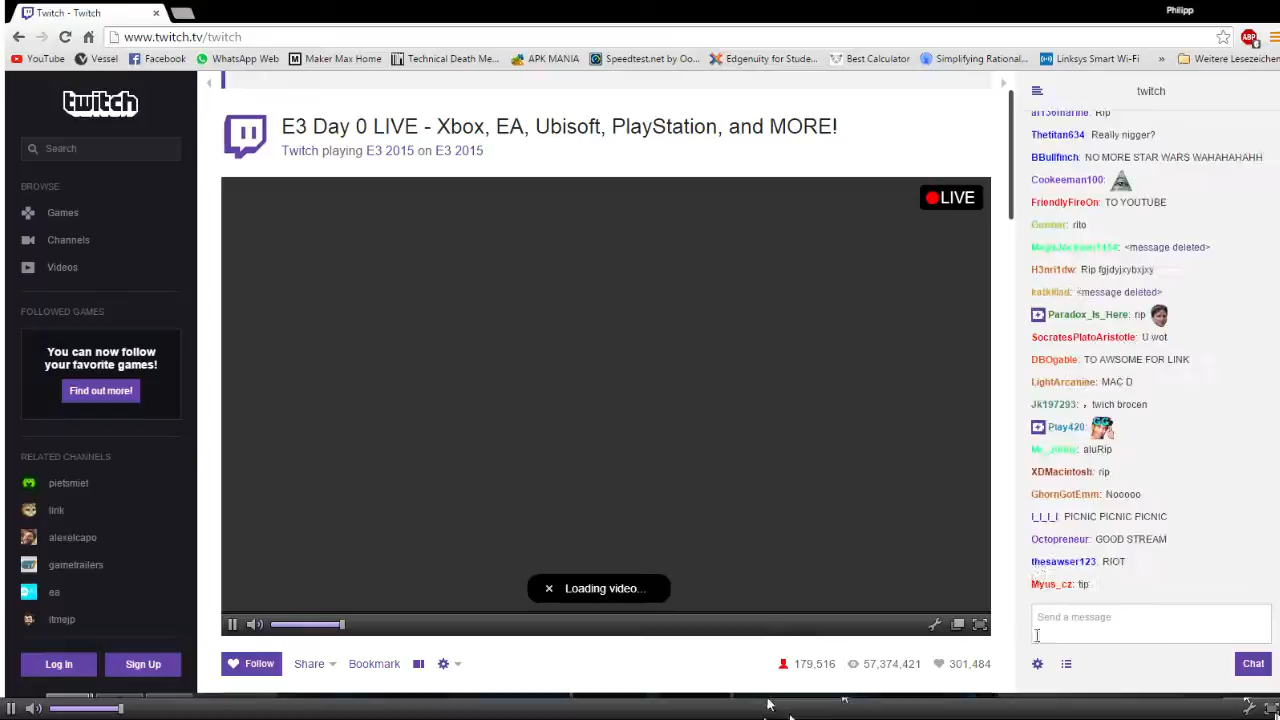 Twitch - Twitch
Philipp
www.twitch.tv/twitch
YouTube Vessel Facebook WhatsApp Web Maker Max Home Technical Death Me... APK MANIA Speedtest.net by Oo... Edgenuity for Stude... Best Calculator Simplifying Rational... Linksys Smart Wi-Fi » Weitere Lesezeichen
twitch
Search
BROWSE
Games
Channels
Videos
FOLLOWED GAMES
You can now follow
your favorite games!
Find out more!
RELATED CHANNELS
pietsmiet
link
alexelcapo
gametrailers
ea
itmejp
Log In Sign Up
E3 Day 0 LIVE - Xbox, EA, Ubisoft, PlayStation, and MORE!
Twitch playing E3 2015 on E3 2015
LIVE
Loading video...
Follow Share Bookmark 179,516 57,374,421 301,484
twitch
Rip
Thetitan634: Really nigger?
BBullfinch: NO MORE STAR WARS WAHAHAHAHH
Cookeeman100:
FriendlyFireOn: TO YOUTUBE
rito
<message deleted>
H3nri1dw: Rip fgjdyjxybxjxy
<message deleted>
Paradox_Is_Here: rip
SocratesPlatoAristotle: U wot
DBOgable: TO AWSOME FOR LINK
LightArcanine: MAC D
Jk197293: , twich brocen
Play420:
aluRip
XDMacintosh: rip
GhornGotEmm: Nooooo
I_I_I_I: PICNIC PICNIC PICNIC
Octopreneur: GOOD STREAM
thesawser123: RIOT
Myus_cz: tip
Send a message
Chat